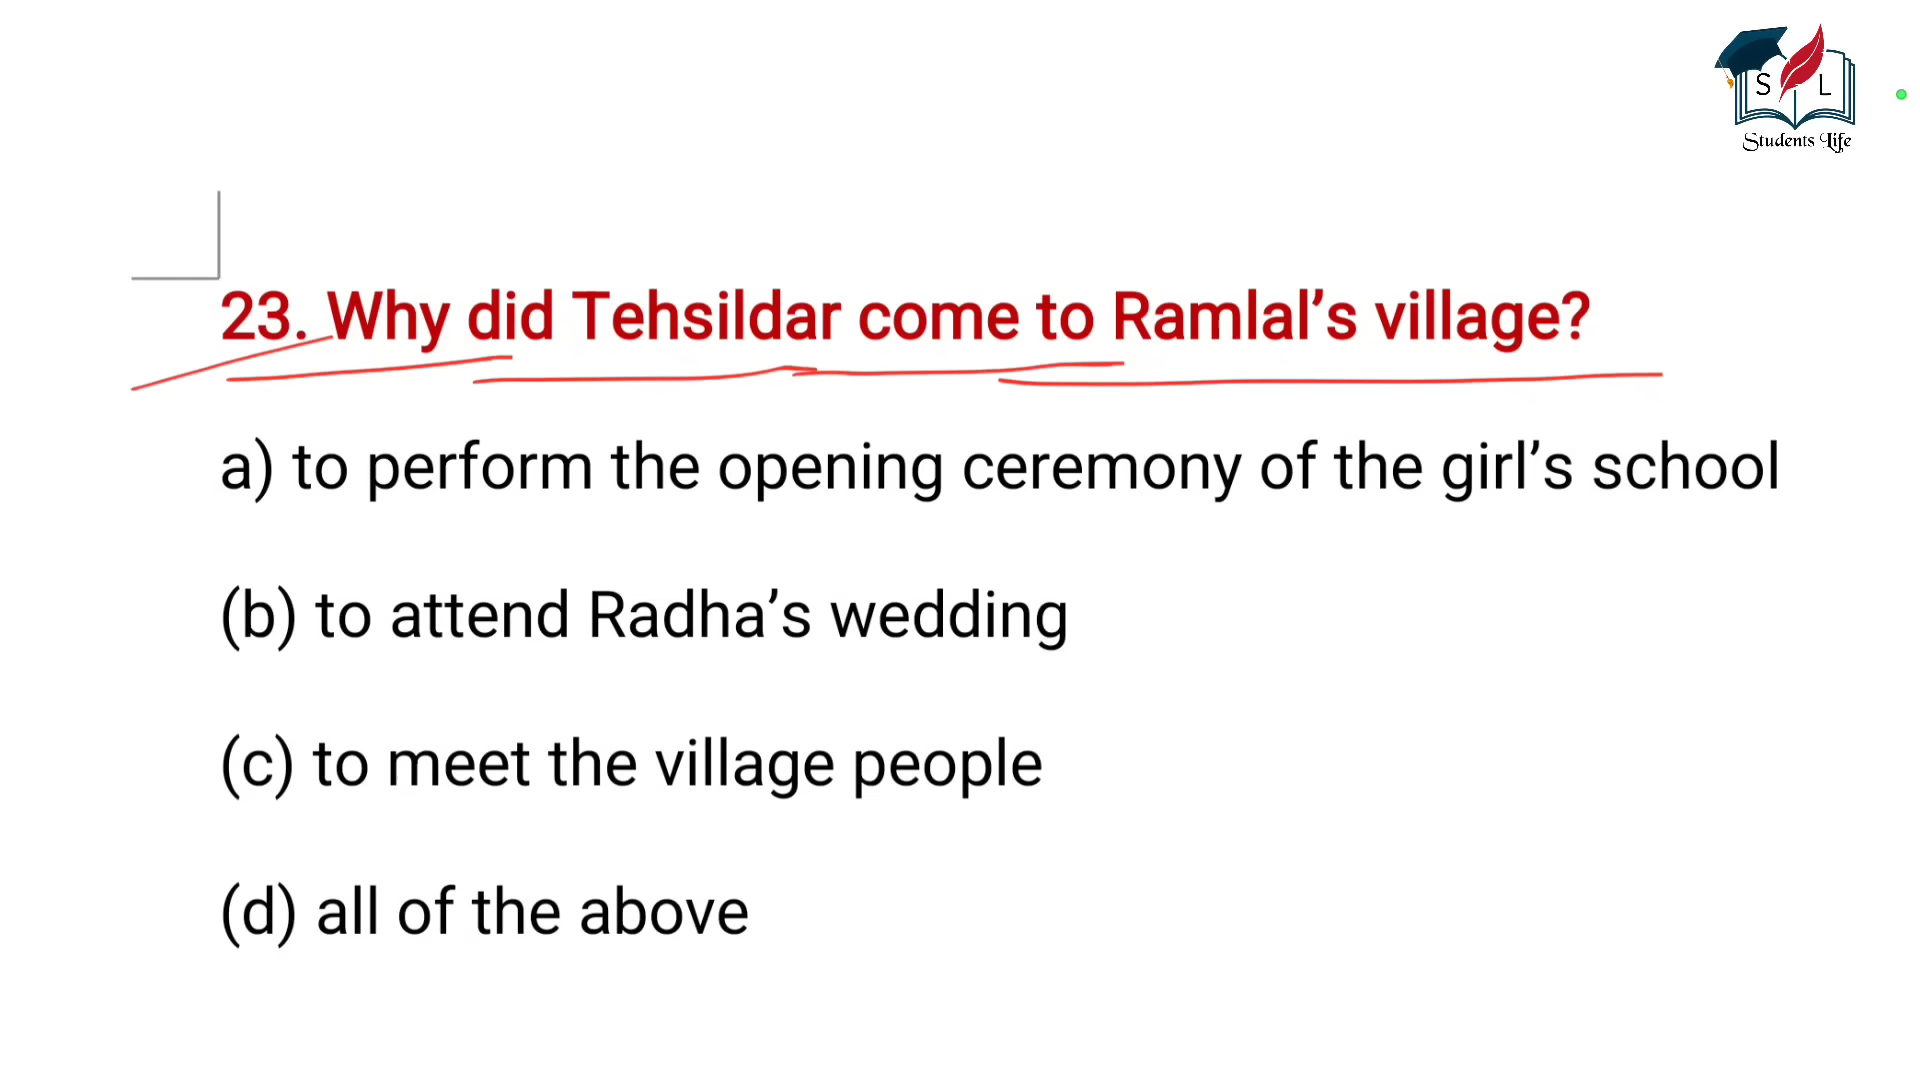 S L
Students Life
23. Why did Tehsildar come to Ramlal’s village?
a) to perform the opening ceremony of the girl’s school
(b) to attend Radha’s wedding
(c) to meet the village people
(d) all of the above